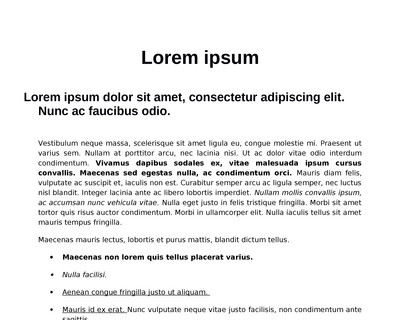 Lorem ipsum
Lorem ipsum dolor sit amet, consectetur adipiscing elit.
Nunc ac faucibus odio.
Vestibulum neque massa, scelerisque sit amet ligula eu, congue molestie mi. Praesent ut
varius sem. Nullam at porttitor arcu, nec lacinia nisi. Ut ac dolor vitae odio interdum
condimentum. Vivamus dapibus sodales ex, vitae malesuada ipsum cursus
convallis. Maecenas sed egestas nulla, ac condimentum orci. Mauris diam felis,
vulputate ac suscipit et, iaculis non est. Curabitur semper arcu ac ligula semper, nec luctus
nisl blandit. Integer lacinia ante ac libero lobortis imperdiet. Nullam mollis convallis ipsum,
ac accumsan nunc vehicula vitae. Nulla eget justo in felis tristique fringilla. Morbi sit amet
tortor quis risus auctor condimentum. Morbi in ullamcorper elit. Nulla iaculis tellus sit amet
mauris tempus fringilla.
Maecenas mauris lectus, lobortis et purus mattis, blandit dictum tellus.
• Maecenas non lorem quis tellus placerat varius.
• Nulla facilisi.
• Aenean congue fringilla justo ut aliquam.
• Mauris id ex erat. Nunc vulputate neque vitae justo facilisis, non condimentum ante
sagittis